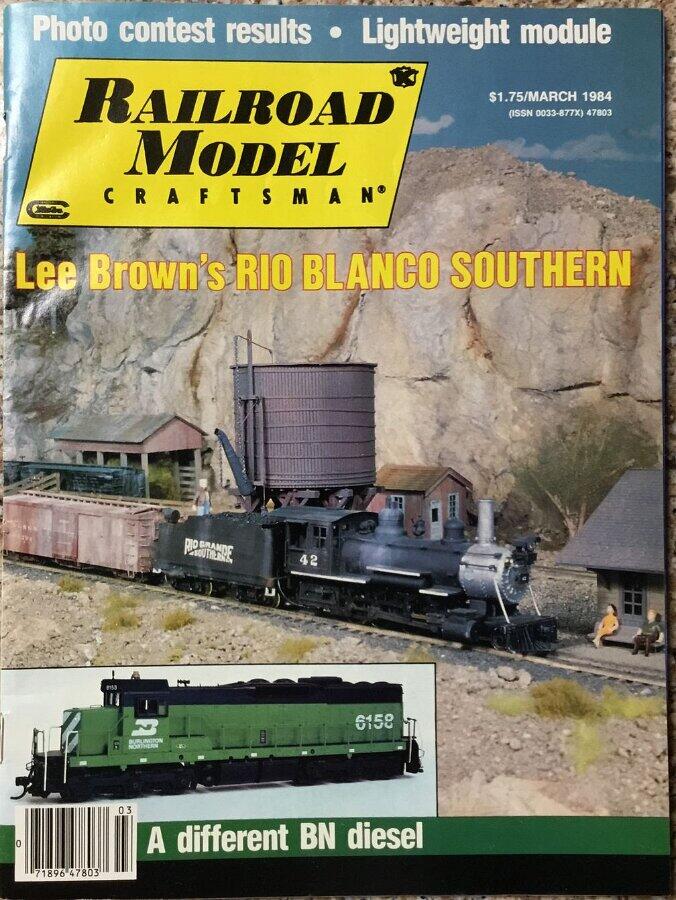 Photo contest results • Lightweight module
RAILROAD
MODEL
CRAFTSMAN®
$1.75/MARCH 1984
(ISSN 0033-877X) 47803
Lee Brown's RIO BLANCO SOUTHERN
RIO GRANDE
SOUTHERN
42
6158
6158
BURLINGTON
NORTHERN
03
0
71896 47803
A different BN diesel